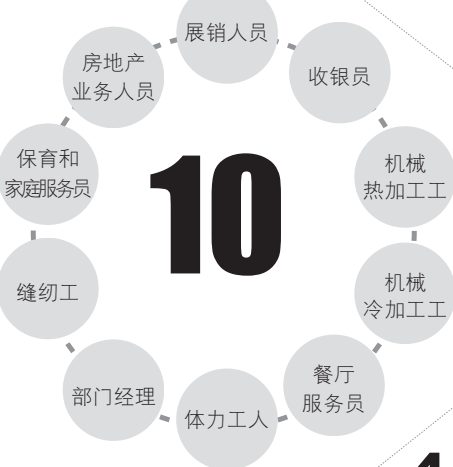 展销人员
收银员
机械
热加工工
机械
冷加工工
餐厅
服务员
体力工人
部门经理
缝纫工
保育和
家庭服务员
房地产
业务人员
10